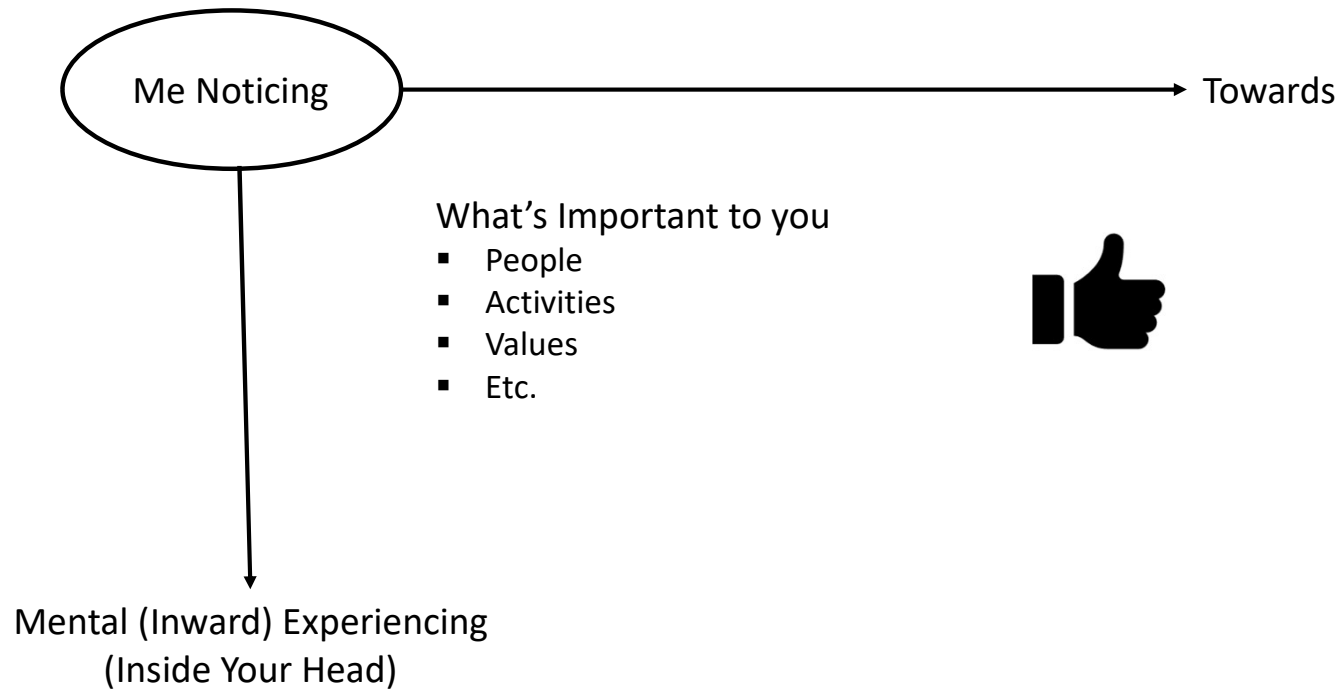 Me Noticing
Towards
What’s Important to you
▪ People
▪ Activities
▪ Values
▪ Etc.
Mental (Inward) Experiencing
(Inside Your Head)